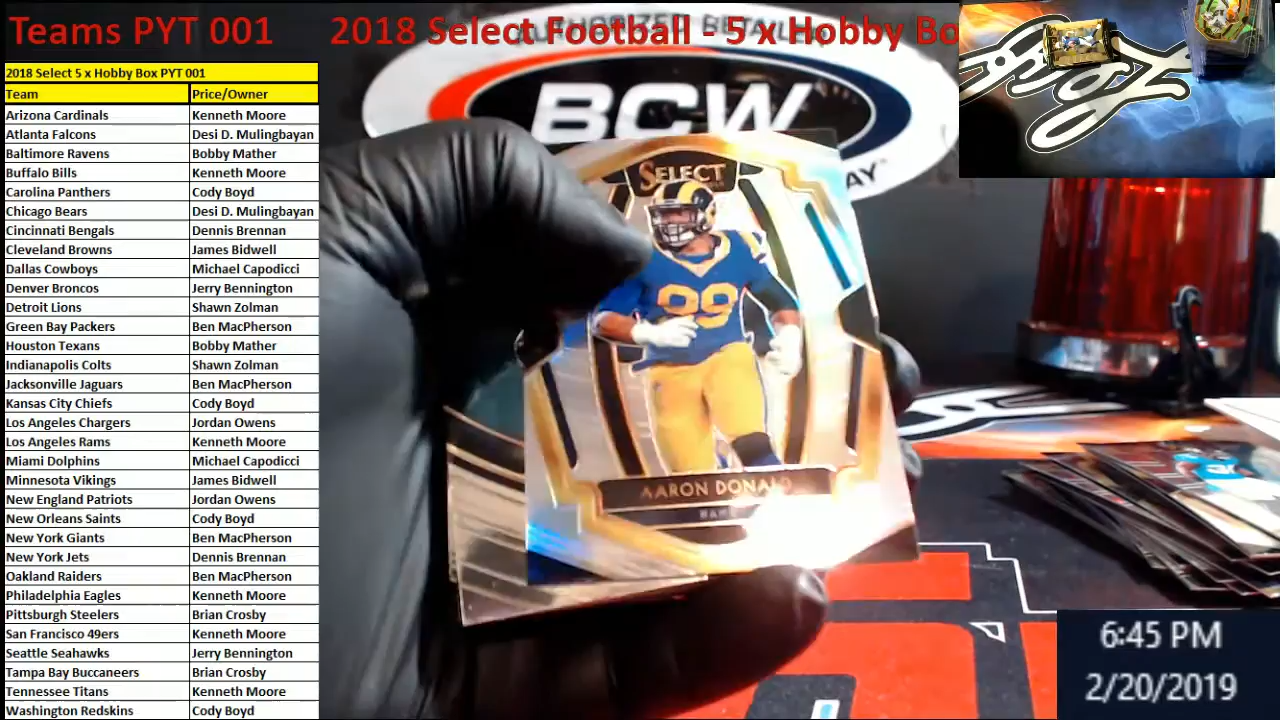 Teams PYT 001 2018 Select Football - 5 x Hobby Bo
2018 Select 5 x Hobby Box PYT 001
Team Price/Owner
Arizona Cardinals Kenneth Moore
Atlanta Falcons Desi D. Mulingbayan
Baltimore Ravens Bobby Mather
Buffalo Bills Kenneth Moore
Carolina Panthers Cody Boyd
Chicago Bears Desi D. Mulingbayan
Cincinnati Bengals Dennis Brennan
Cleveland Browns James Bidwell
Dallas Cowboys Michael Capodicci
Denver Broncos Jerry Bennington
Detroit Lions Shawn Zolman
Green Bay Packers Ben MacPherson
Houston Texans Bobby Mather
Indianapolis Colts Shawn Zolman
Jacksonville Jaguars Ben MacPherson
Kansas City Chiefs Cody Boyd
Los Angeles Chargers Jordan Owens
Los Angeles Rams Kenneth Moore
Miami Dolphins Michael Capodicci
Minnesota Vikings James Bidwell
New England Patriots Jordan Owens
New Orleans Saints Cody Boyd
New York Giants Ben MacPherson
New York Jets Dennis Brennan
Oakland Raiders Ben MacPherson
Philadelphia Eagles Kenneth Moore
Pittsburgh Steelers Brian Crosby
San Francisco 49ers Kenneth Moore
Seattle Seahawks Jerry Bennington
Tampa Bay Buccaneers Brian Crosby
Tennessee Titans Kenneth Moore
Washington Redskins Cody Boyd
BCW
AY
SELECT
99
AARON DONALD
6:45 PM
2/20/2019